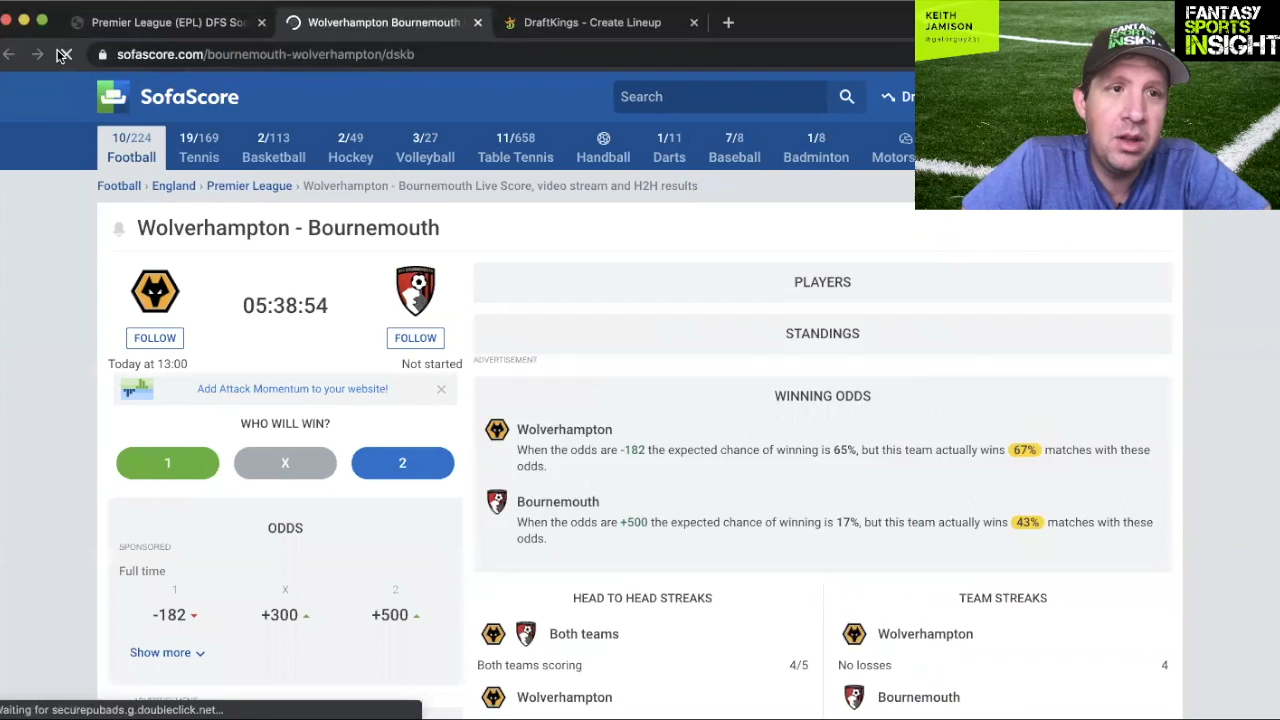 Premier League (EPL) DFS
Wolverhampton Bournemouth
DraftKings - Create Lineup
sofascore.com/bournemouth-wolverhampton/dskb
KEITH
JAMISON
@gatorguy231
FANTASY
SPORTS
INSIGHT
SofaScore
Search
10/224
Football
19/169
Tennis
2/113
Basketball
2/49
Hockey
3/27
Volleyball
11/658
Table Tennis
Handball
1/11
Darts
7/8
Baseball
1/8
Badminton
Motors
Football › England › Premier League › Wolverhampton - Bournemouth Live Score, video stream and H2H results
Wolverhampton - Bournemouth
05:38:54
FOLLOW
FOLLOW
Today at 13:00
Not started
Add Attack Momentum to your website!
WHO WILL WIN?
1
X
2
ODDS
SPONSORED
Full time
1
X
2
-182
+300
+500
Show more
PLAYERS
STANDINGS
ADVERTISEMENT
WINNING ODDS
Wolverhampton
When the odds are -182 the expected chance of winning is 65%, but this team actually wins 67% matches with these
odds.
Bournemouth
When the odds are +500 the expected chance of winning is 17%, but this team actually wins 43% matches with these
odds.
HEAD TO HEAD STREAKS
Both teams
Both teams scoring 4/5
Wolverhampton
TEAM STREAKS
Wolverhampton
No losses 4
Bournemouth
Waiting for securepubads.g.doubleclick.net...